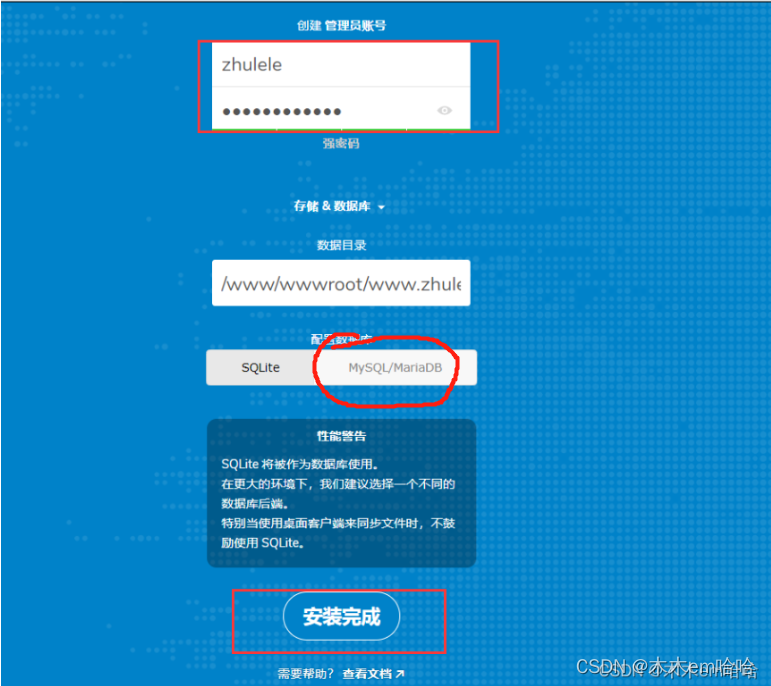 创建 管理员账号
zhulele
●●●●●●●●●●●●
强密码
存储 & 数据库
数据目录
/www/wwwroot/www.zhule
配置数据库
SQLite
MySQL/MariaDB
性能警告
SQLite 将被作为数据库使用。
在更大的环境下，我们建议选择一个不同的
数据库后端。
特别当使用桌面客户端来同步文件时，不鼓
励使用 SQLite。
安装完成
需要帮助？ 查看文档 ↗
CSDN @木木em哈哈